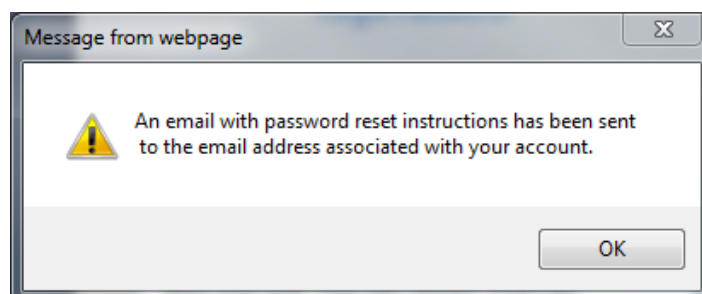 Message from webpage
An email with password reset instructions has been sent
to the email address associated with your account.
OK